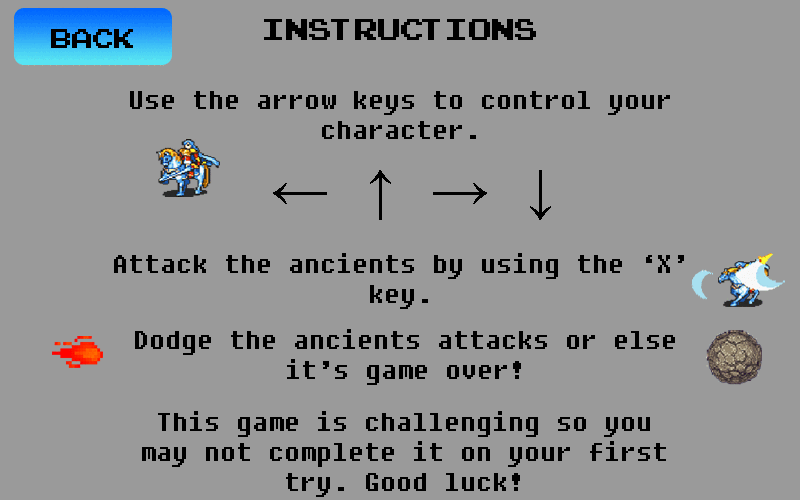 BACK
INSTRUCTIONS
Use the arrow keys to control your
character.
← ↑ → ↓
Attack the ancients by using the ‘X’
key.
Dodge the ancients attacks or else
it’s game over!
This game is challenging so you
may not complete it on your first
try. Good luck!